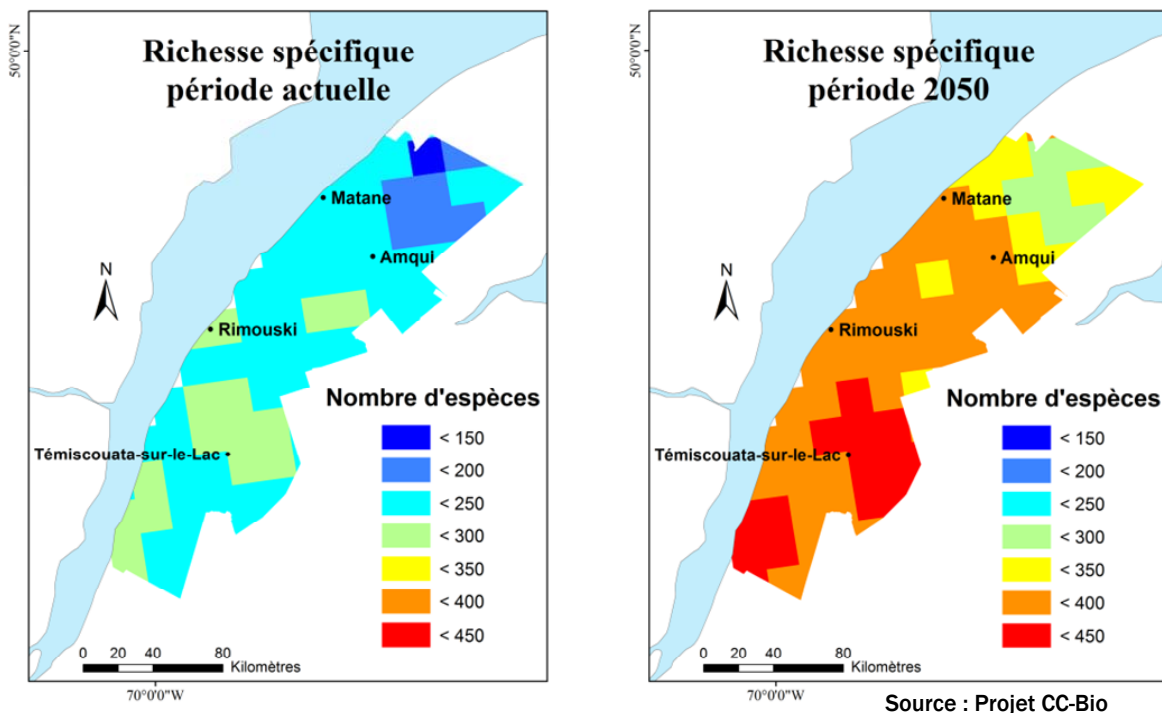 Richesse spécifique
période actuelle
50°0'0"N
Matane
Amqui
N
Rimouski
Nombre d'espèces
< 150
< 200
Témiscouata-sur-le-Lac
< 250
< 300
< 350
< 400
< 450
0 20 40 80
Kilomètres
70°0'0"W
Richesse spécifique
période 2050
50°0'0"N
Matane
Amqui
N
Rimouski
Nombre d'espèces
< 150
< 200
Témiscouata-sur-le-Lac
< 250
< 300
< 350
< 400
< 450
0 20 40 80
Kilomètres
70°0'0"W
Source : Projet CC-Bio